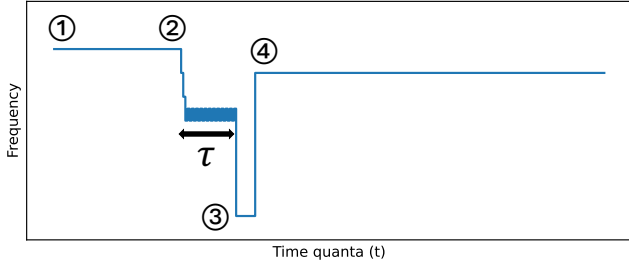 ① ② ④
τ
③
Frequency
Time quanta (t)